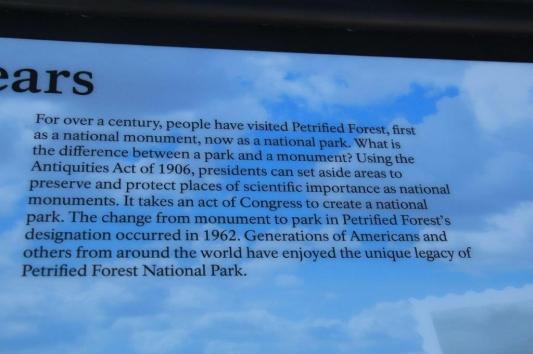 ears
For over a century, people have visited Petrified Forest, first
as a national monument, now as a national park. What is
the difference between a park and a monument? Using the
Antiquities Act of 1906, presidents can set aside areas to
preserve and protect places of scientific importance as national
monuments. It takes an act of Congress to create a national
park. The change from monument to park in Petrified Forest's
designation occurred in 1962. Generations of Americans and
others from around the world have enjoyed the unique legacy of
Petrified Forest National Park.